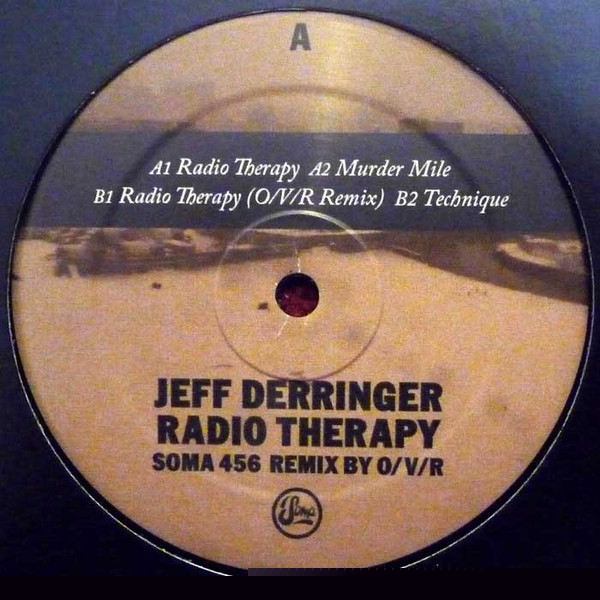 A
A1 Radio Therapy A2 Murder Mile
B1 Radio Therapy (O/V/R Remix) B2 Technique
JEFF DERRINGER
RADIO THERAPY
SOMA 456 REMIX BY O/V/R
Soma